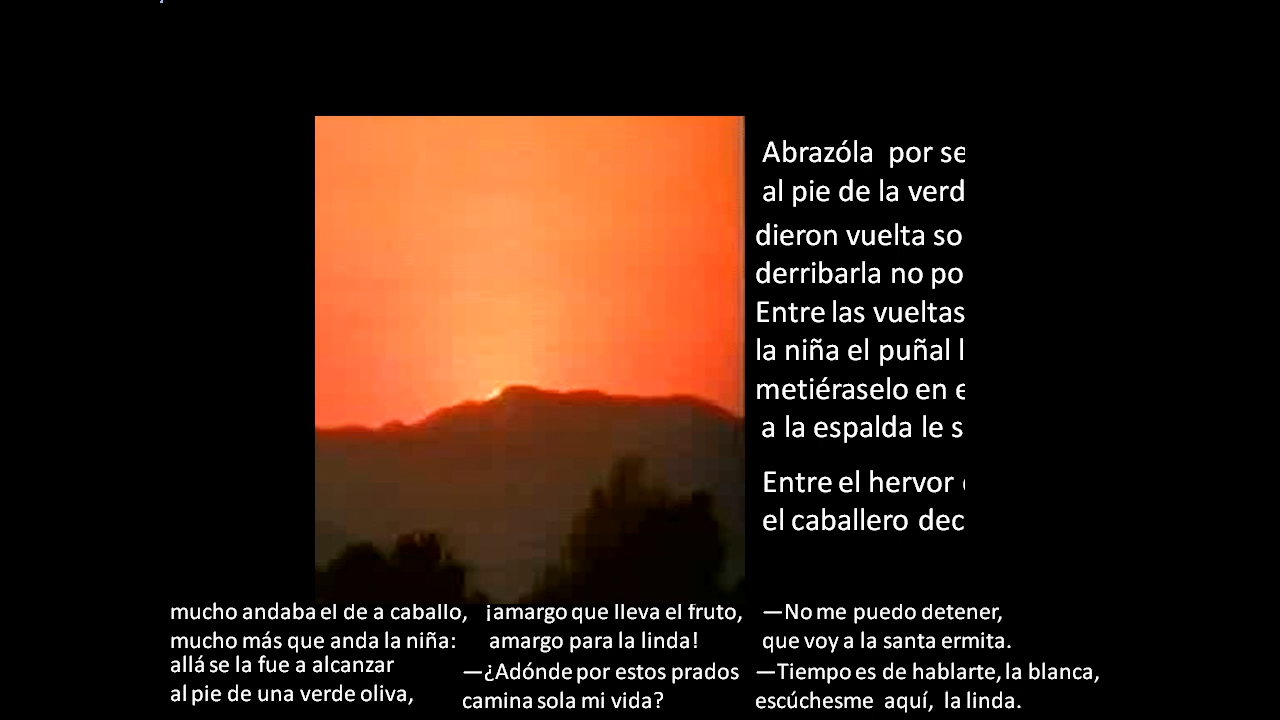 Abrazóla por se
al pie de la verd
dieron vuelta so
derribarla no po
Entre las vueltas
la niña el puñal
metiéraselo en
a la espalda le s
Entre el hervor
el caballero dec
mucho andaba el de a caballo,
mucho más que anda la niña:
allá se la fue a alcanzar
al pie de una verde oliva,
¡amargo que lleva el fruto,
amargo para la linda!
—¿Adónde por estos prados
camina sola mi vida?
—No me puedo detener,
que voy a la santa ermita.
—Tiempo es de hablarte, la blanca,
escúchesme aquí, la linda.